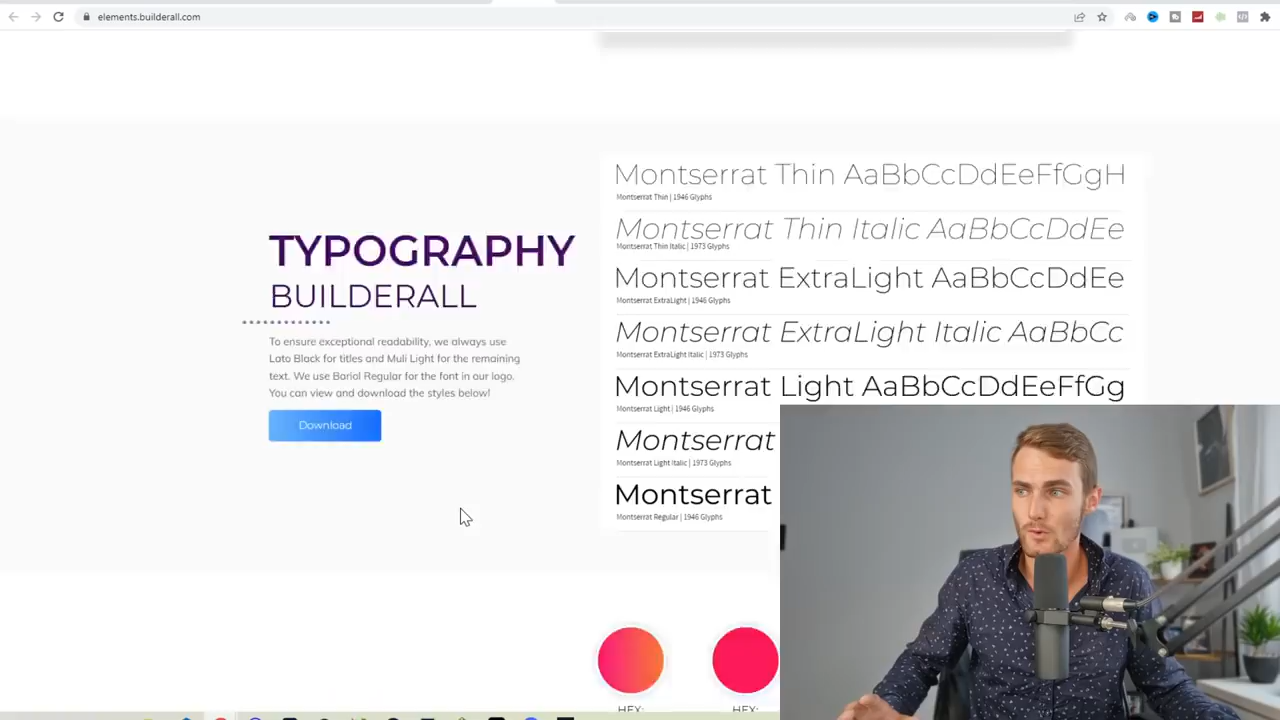 elements.builderall.com
TYPOGRAPHY
BUILDERALL
To ensure exceptional readability, we always use
Lato Black for titles and Muli Light for the remaining
text. We use Bariol Regular for the font in our logo.
You can view and download the styles below!
Download
Montserrat Thin AaBbCcDdEeFfGgH
Montserrat Thin | 1946 Glyphs
Montserrat Thin Italic AaBbCcDdEe
Montserrat Thin Italic | 1973 Glyphs
Montserrat ExtraLight AaBbCcDdEe
Montserrat ExtraLight | 1946 Glyphs
Montserrat ExtraLight Italic AaBbCc
Montserrat ExtraLight Italic | 1973 Glyphs
Montserrat Light AaBbCcDdEeFfGg
Montserrat Light | 1946 Glyphs
Montserrat
Montserrat Light Italic | 1973 Glyphs
Montserrat
Montserrat Regular | 1946 Glyphs
HEX: HEX: